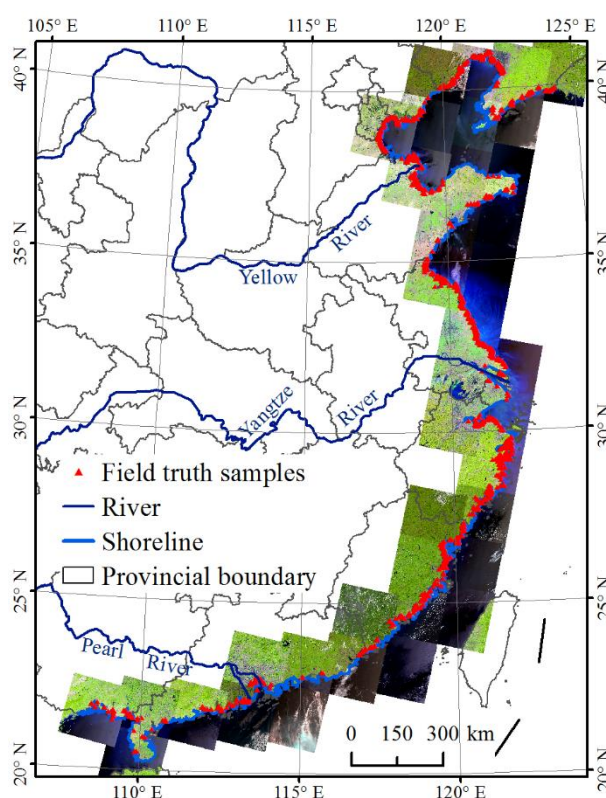 105° E 110° E 115° E 120° E 125° E
40° N 40° N
35° N 35° N
Yellow River
30° N 30° N
Yangtze River
Field truth samples
River
Shoreline
Provincial boundary
25° N 25° N
Pearl River
0 150 300 km
20° N 20° N
110° E 115° E 120° E